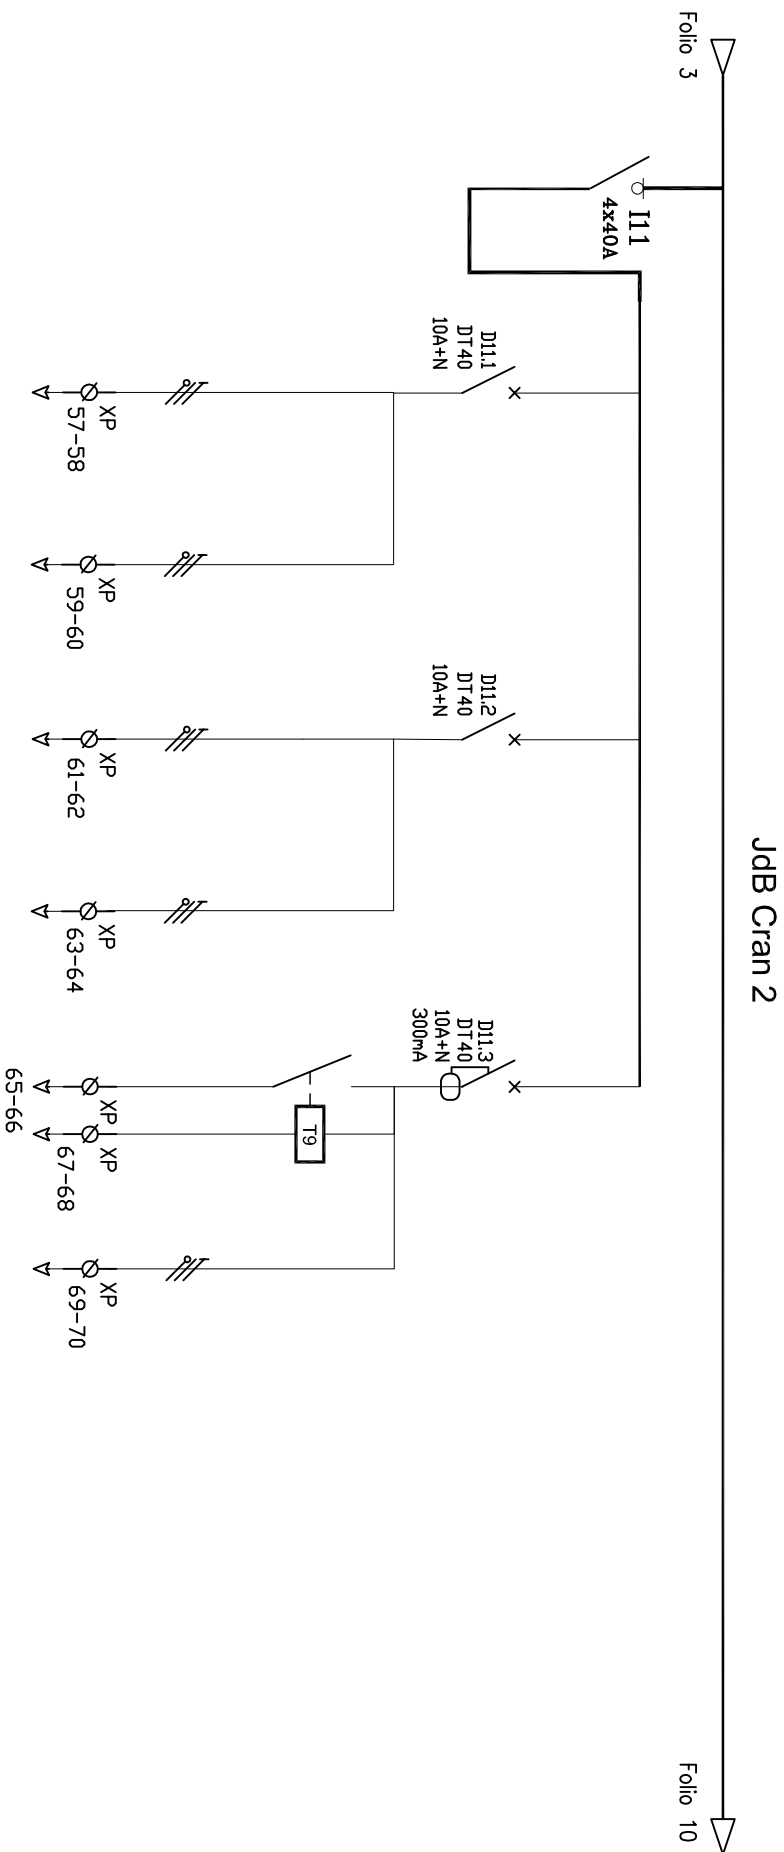 JdB Cran 2
Folio 3
Folio 10
I11
4x40A
D11.1
DT40
10A+N
D11.2
DT40
10A+N
D11.3
DT40
10A+N
300mA
T9
XP
57-58
XP
59-60
XP
61-62
XP
63-64
XP
65-66
XP
67-68
XP
69-70